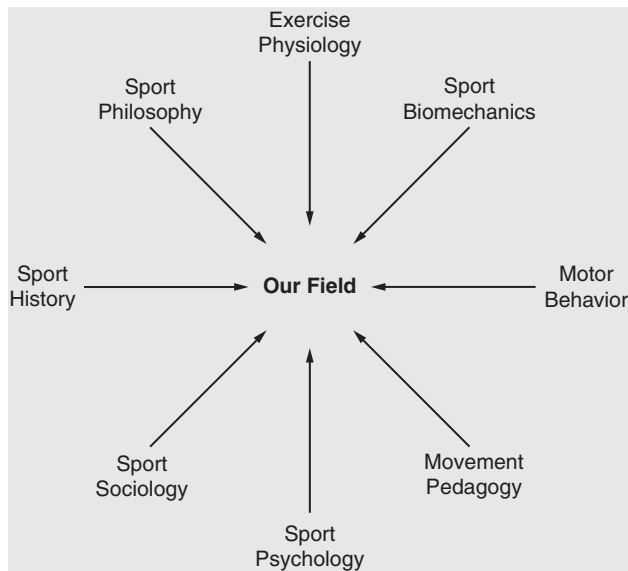 Exercise
Physiology
Sport
Philosophy
Sport
Biomechanics
Sport
History
Our Field
Motor
Behavior
Sport
Sociology
Movement
Pedagogy
Sport
Psychology